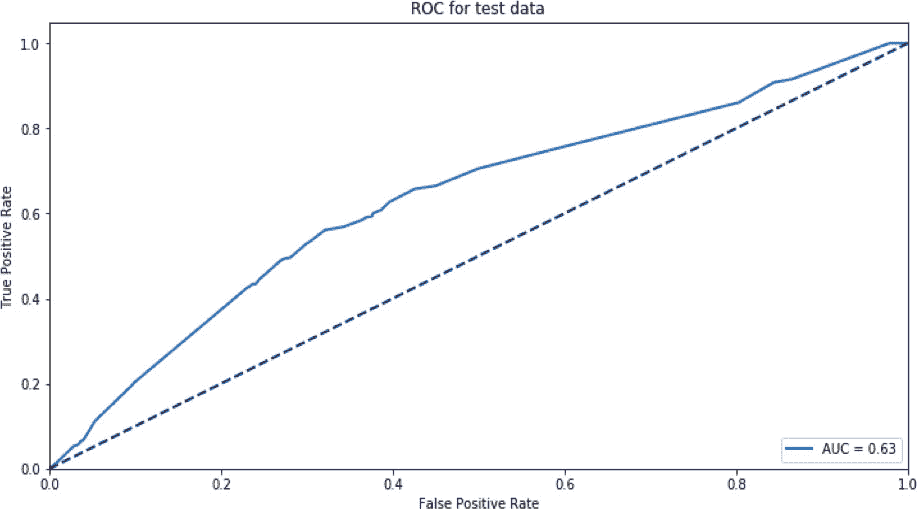 ROC for test data
True Positive Rate
1.0
0.8
0.6
0.4
0.2
0.0
0.0 0.2 0.4 0.6 0.8 1.0
False Positive Rate
AUC = 0.63